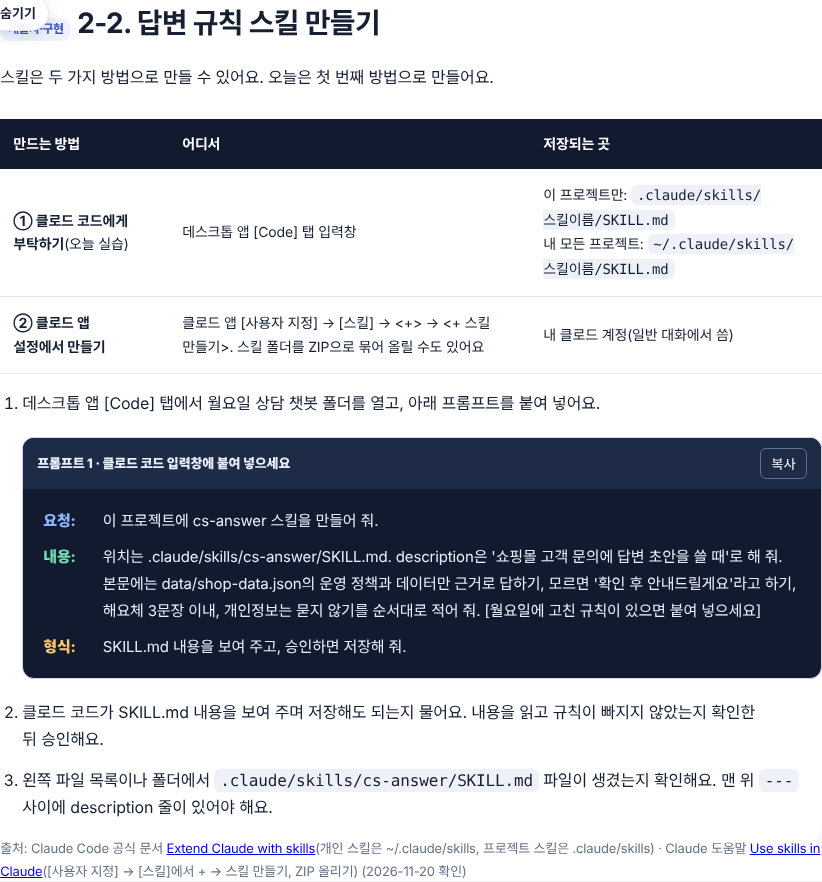 숨기기
구현
2-2. 답변 규칙 스킬 만들기
스킬은 두 가지 방법으로 만들 수 있어요. 오늘은 첫 번째 방법으로 만들어요.
만드는 방법 어디서 저장되는 곳
① 클로드 코드에게
부탁하기(오늘 실습)
데스크톱 앱 [Code] 탭 입력창
이 프로젝트만: .claude/skills/
스킬이름/SKILL.md
내 모든 프로젝트: ~/.claude/skills/
스킬이름/SKILL.md
② 클로드 앱
설정에서 만들기
클로드 앱 [사용자 지정] → [스킬] → <+> → <+ 스킬
만들기>. 스킬 폴더를 ZIP으로 묶어 올릴 수도 있어요
내 클로드 계정(일반 대화에서 씀)
1. 데스크톱 앱 [Code] 탭에서 월요일 상담 챗봇 폴더를 열고, 아래 프롬프트를 붙여 넣어요.
프롬프트 1 · 클로드 코드 입력창에 붙여 넣으세요
복사
요청: 이 프로젝트에 cs-answer 스킬을 만들어 줘.
내용: 위치는 .claude/skills/cs-answer/SKILL.md. description은 '쇼핑몰 고객 문의에 답변 초안을 쓸 때'로 해 줘.
본문에는 data/shop-data.json의 운영 정책과 데이터만 근거로 답하기, 모르면 '확인 후 안내드릴게요'라고 하기,
해요체 3문장 이내, 개인정보는 묻지 않기를 순서대로 적어 줘. [월요일에 고친 규칙이 있으면 붙여 넣으세요]
형식: SKILL.md 내용을 보여 주고, 승인하면 저장해 줘.
2. 클로드 코드가 SKILL.md 내용을 보여 주며 저장해도 되는지 물어요. 내용을 읽고 규칙이 빠지지 않았는지 확인한
뒤 승인해요.
3. 왼쪽 파일 목록이나 폴더에서 .claude/skills/cs-answer/SKILL.md 파일이 생겼는지 확인해요. 맨 위 ---
사이에 description 줄이 있어야 해요.
출처: Claude Code 공식 문서 Extend Claude with skills(개인 스킬은 ~/.claude/skills, 프로젝트 스킬은 .claude/skills) · Claude 도움말 Use skills in
Claude([사용자 지정] → [스킬]에서 + → 스킬 만들기, ZIP 올리기) (2026-11-20 확인)